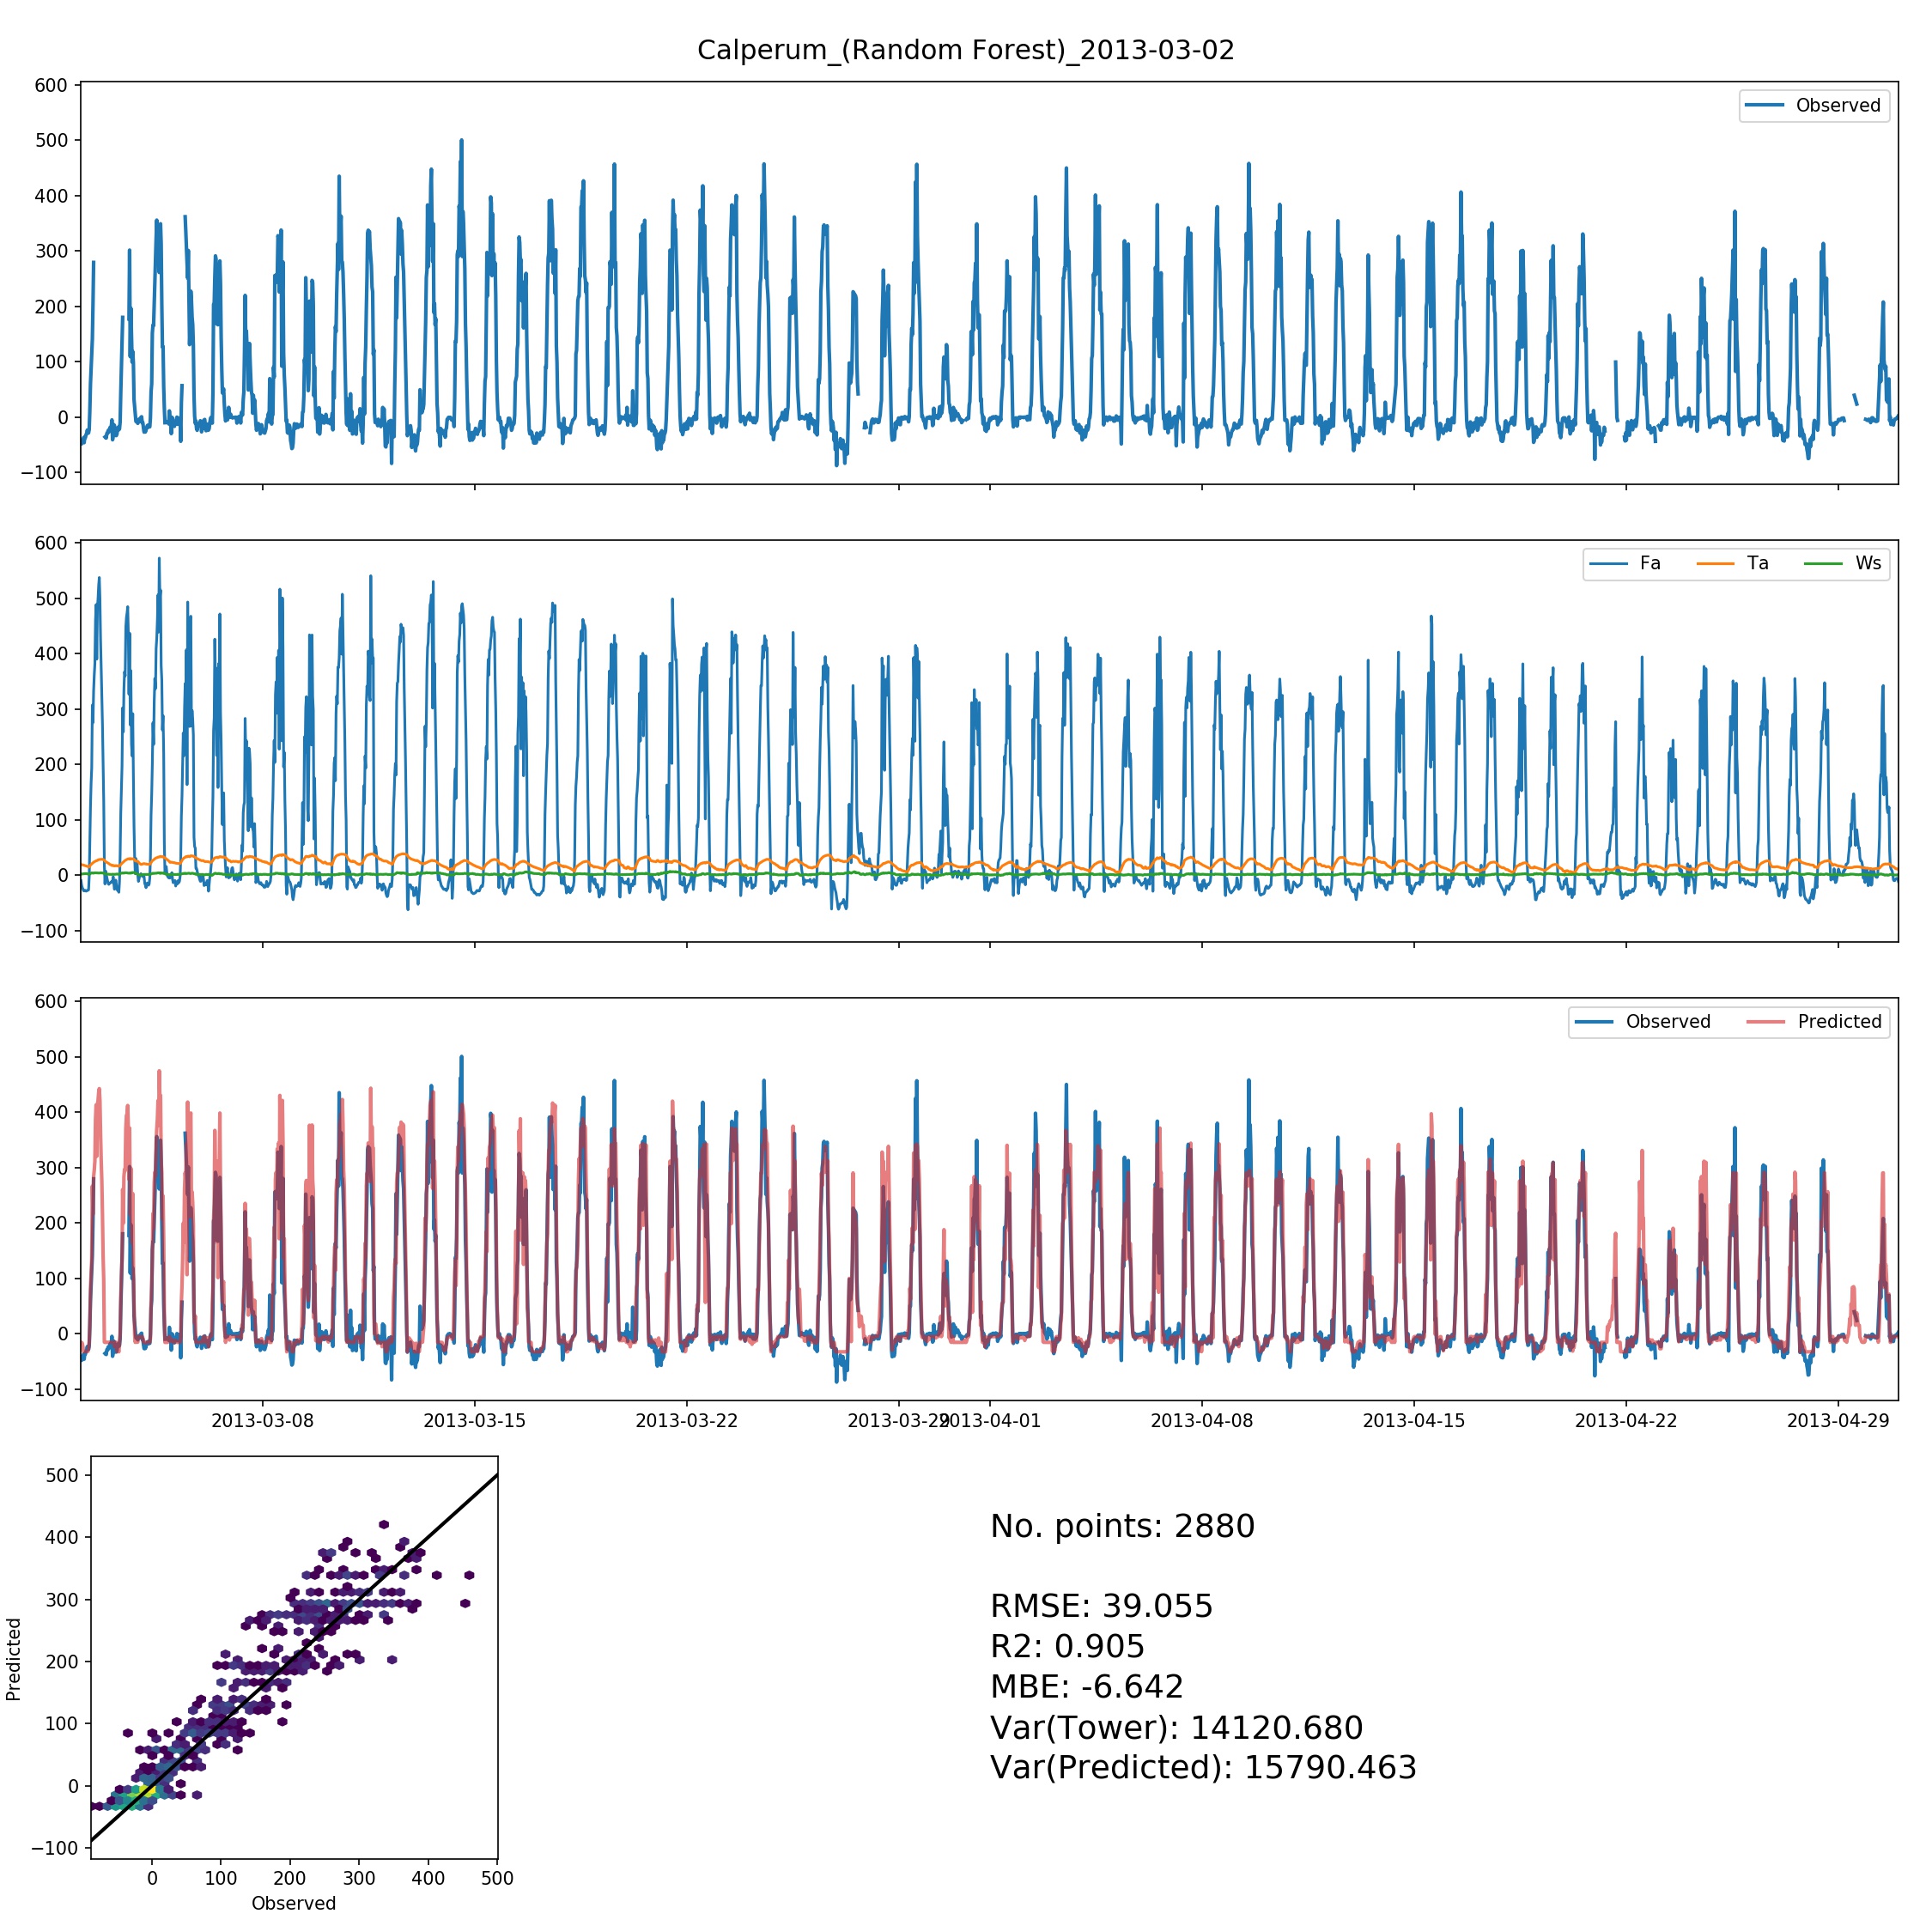 Calperum_(Random Forest)_2013-03-02
600
500
400
300
200
100
0
−100
Observed
600
500
400
300
200
100
0
−100
Fa Ta Ws
600
500
400
300
200
100
0
−100
Observed Predicted
2013-03-08 2013-03-15 2013-03-22 2013-03-29 2013-04-01 2013-04-08 2013-04-15 2013-04-22 2013-04-29
500
400
300
200
100
0
−100
Predicted
0 100 200 300 400 500
Observed
No. points: 2880
RMSE: 39.055
R2: 0.905
MBE: -6.642
Var(Tower): 14120.680
Var(Predicted): 15790.463